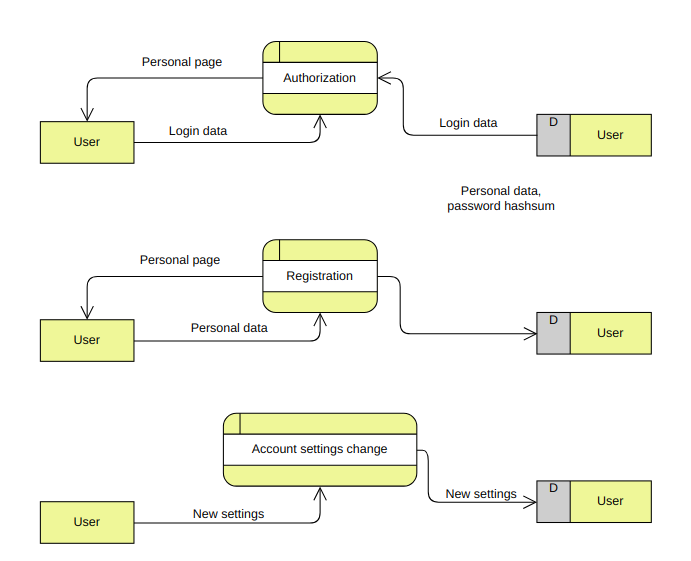 Personal page
Authorization
Login data
User
Login data
D
User
Personal data,
password hashsum
Personal page
Registration
Personal data
User
D
User
Account settings change
New settings
User
New settings
D
User